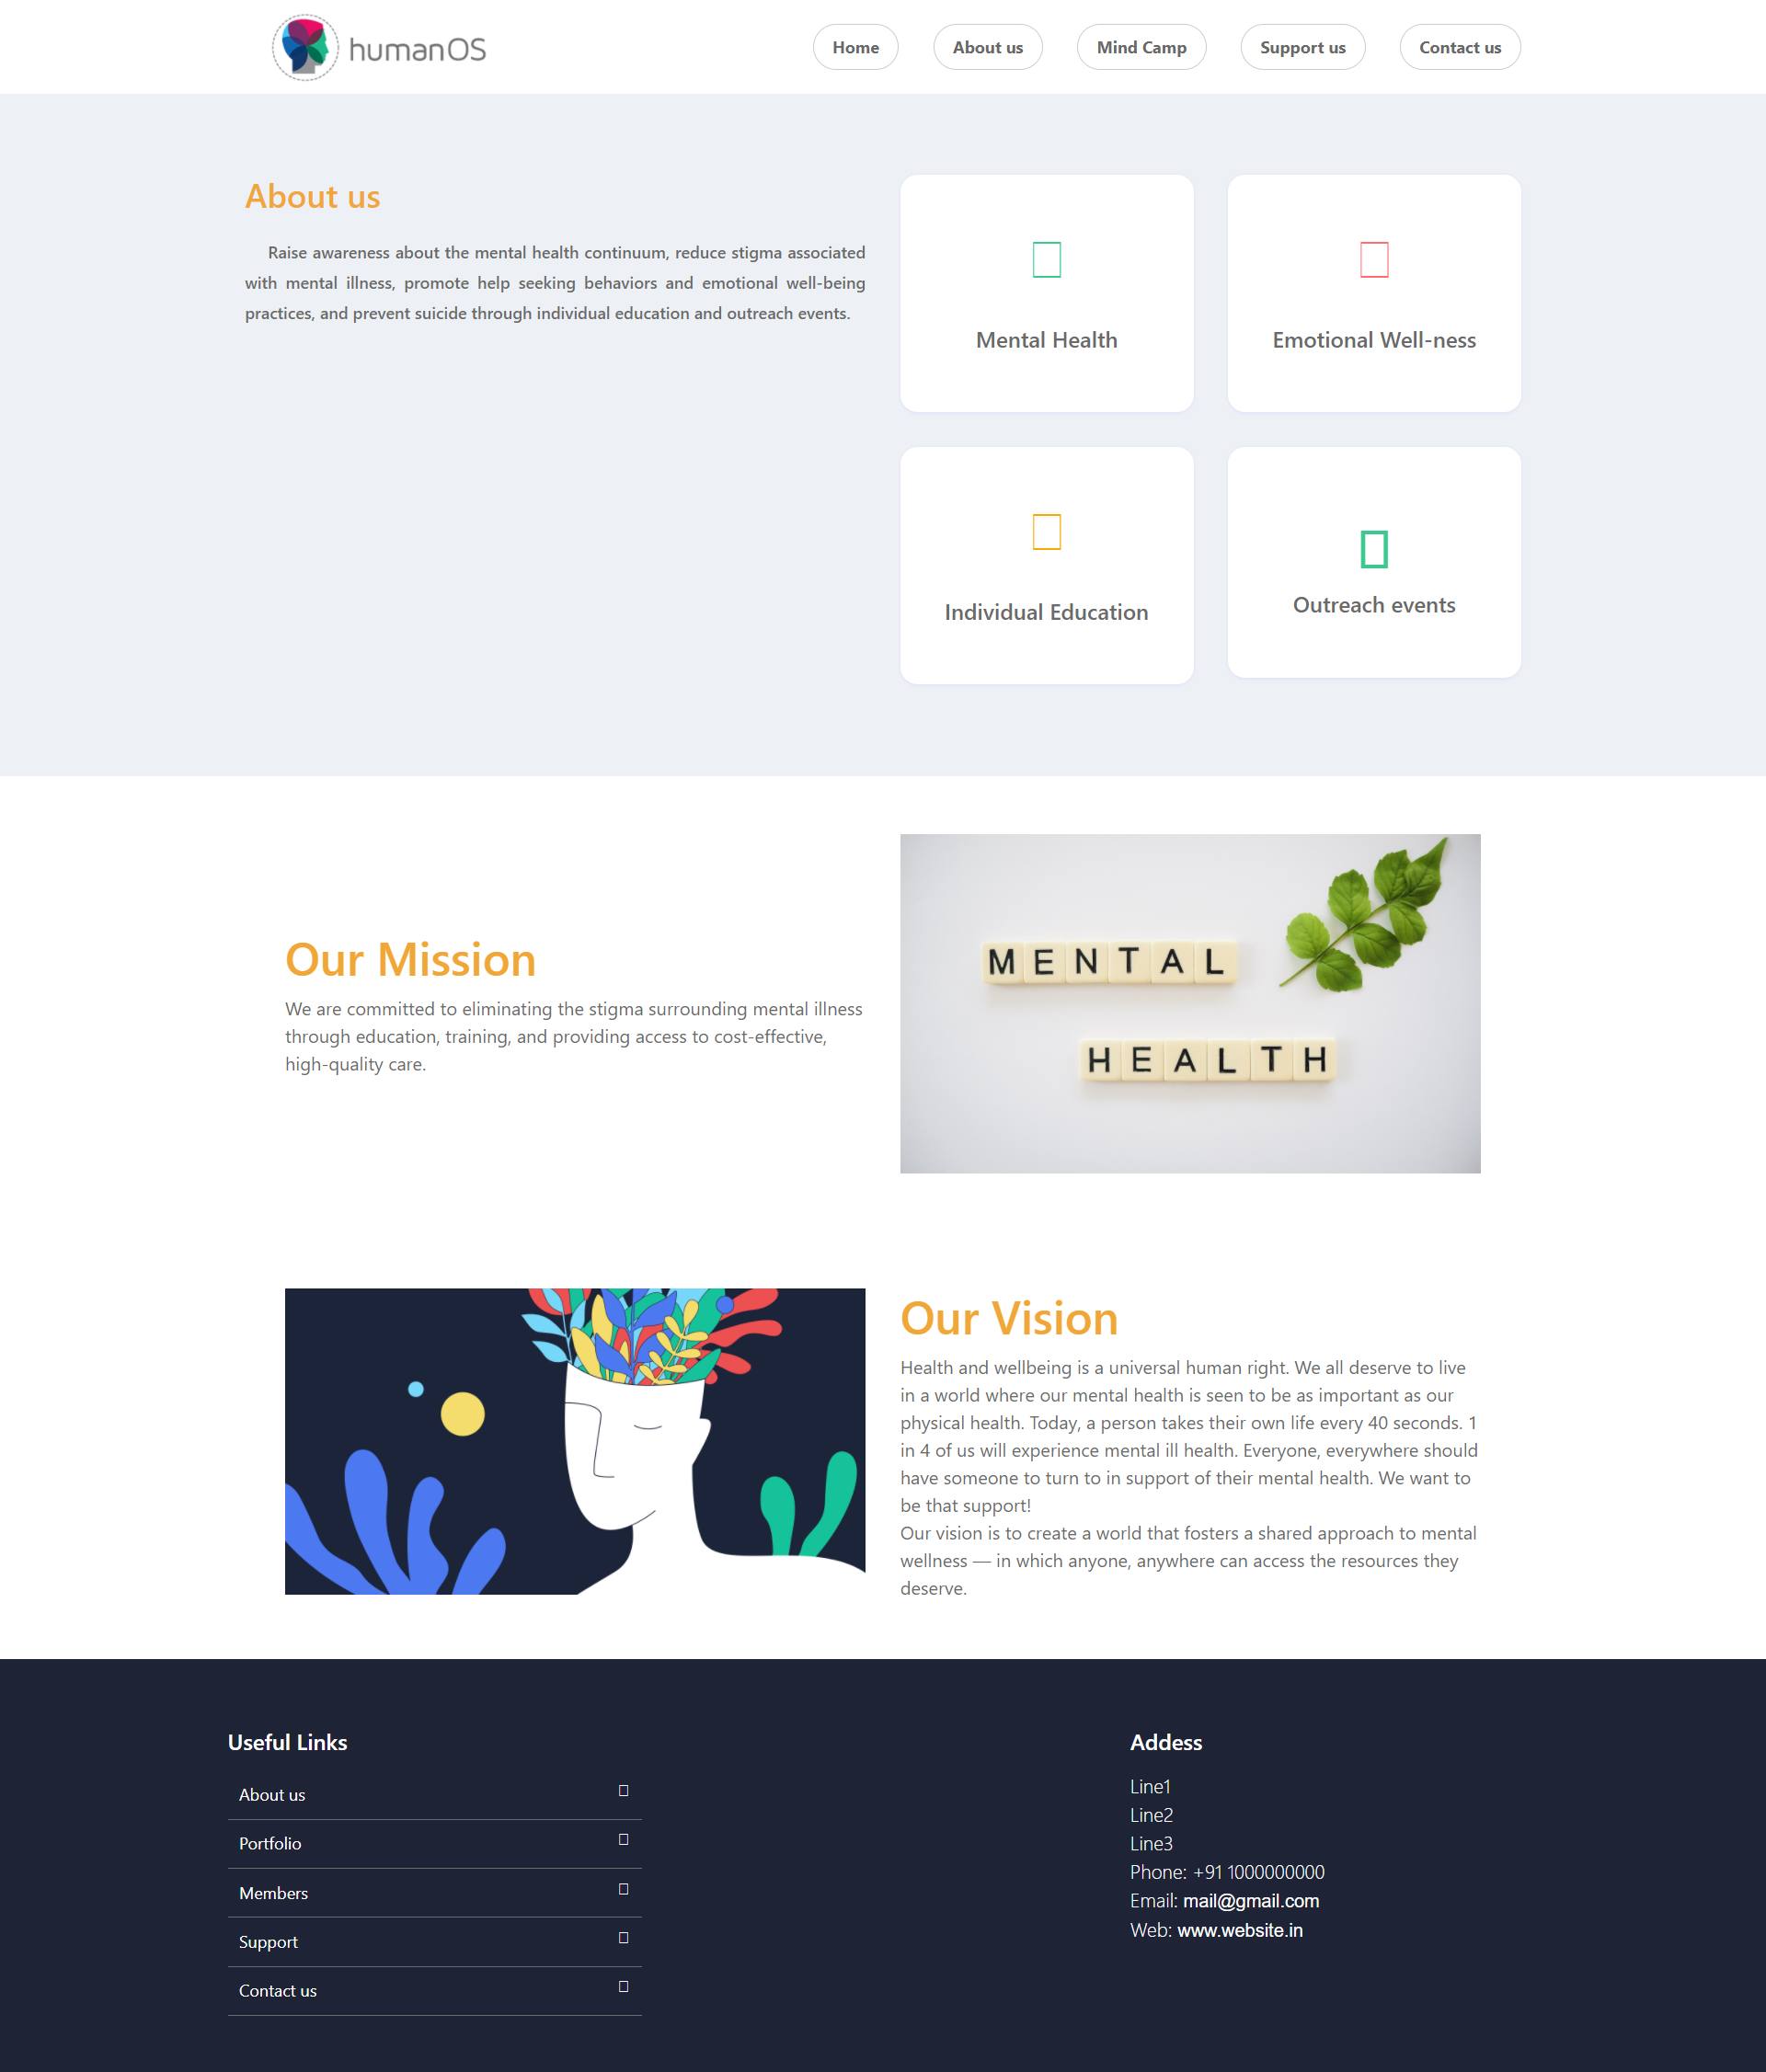 humanOS
Home
About us
Mind Camp
Support us
Contact us
About us
Raise awareness about the mental health continuum, reduce stigma associated
with mental illness, promote help seeking behaviors and emotional well-being
practices, and prevent suicide through individual education and outreach events.
Mental Health
Emotional Well-ness
Individual Education
Outreach events
Our Mission
We are committed to eliminating the stigma surrounding mental illness
through education, training, and providing access to cost-effective,
high-quality care.
MENTAL
HEALTH
Our Vision
Health and wellbeing is a universal human right. We all deserve to live
in a world where our mental health is seen to be as important as our
physical health. Today, a person takes their own life every 40 seconds. 1
in 4 of us will experience mental ill health. Everyone, everywhere should
have someone to turn to in support of their mental health. We want to
be that support!
Our vision is to create a world that fosters a shared approach to mental
wellness — in which anyone, anywhere can access the resources they
deserve.
Useful Links
About us
Portfolio
Members
Support
Contact us
Addess
Line1
Line2
Line3
Phone: +91 1000000000
Email: mail@gmail.com
Web: www.website.in